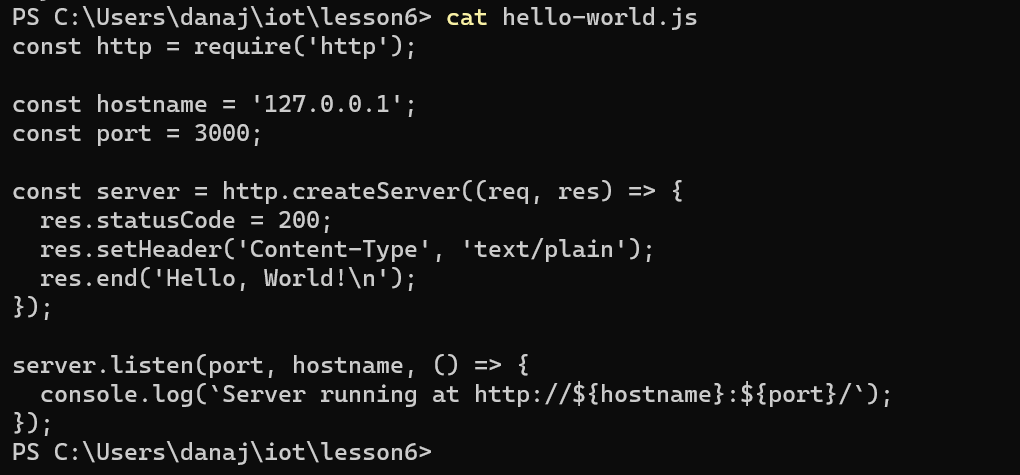 PS C:\Users\danaj\iot\lesson6> cat hello-world.js
const http = require('http');

const hostname = '127.0.0.1';
const port = 3000;

const server = http.createServer((req, res) => {
  res.statusCode = 200;
  res.setHeader('Content-Type', 'text/plain');
  res.end('Hello, World!\n');
});

server.listen(port, hostname, () => {
  console.log(`Server running at http://${hostname}:${port}/`);
});
PS C:\Users\danaj\iot\lesson6>